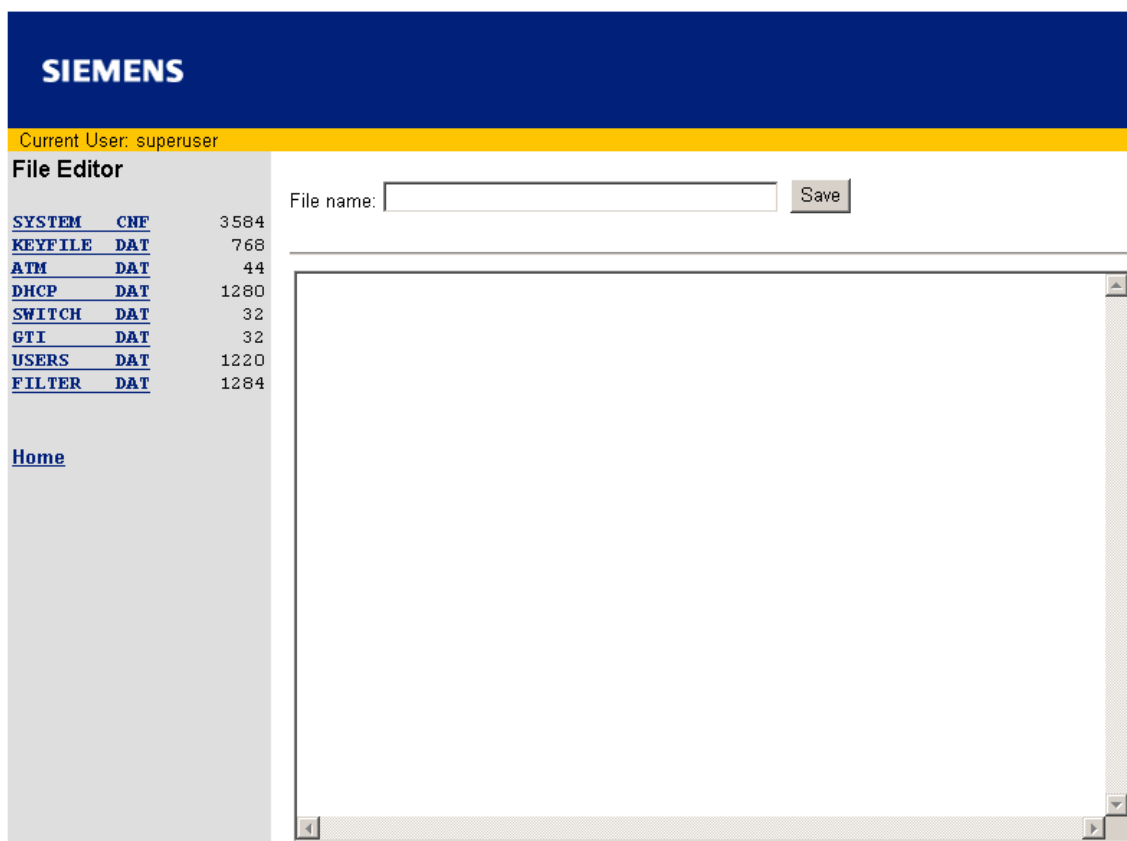 SIEMENS
Current User: superuser
File Editor
File name:
Save
SYSTEM CNF 3584
KEYFILE DAT 768
ATM DAT 44
DHCP DAT 1280
SWITCH DAT 32
GTI DAT 32
USERS DAT 1220
FILTER DAT 1284
Home